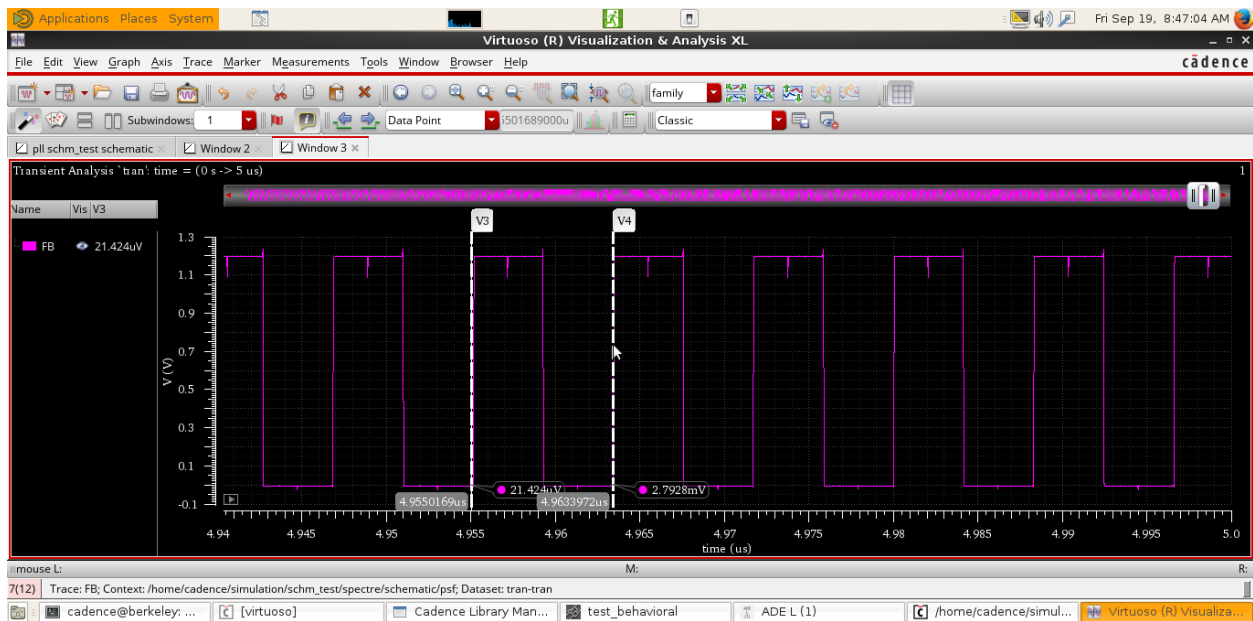 Applications Places System Fri Sep 19, 8:47:04 AM
Virtuoso (R) Visualization & Analysis XL
File Edit View Graph Axis Trace Marker Measurements Tools Window Browser Help cādence
family
Subwindows: 1 Data Point 501689000u Classic
pll schm_test schematic Window 2 Window 3
Transient Analysis `tran': time = (0 s -> 5 us) 1
Name Vis V3
FB 21.424uV
V3 V4
1.3
1.1
0.9
0.7
0.5
0.3
0.1
-0.1
V (V)
21.424uV 2.7928mV
4.9550169us 4.9633972us
4.94 4.945 4.95 4.955 4.96 4.965 4.97 4.975 4.98 4.985 4.99 4.995 5.0
time (us)
mouse L: M: R:
7(12) Trace: FB; Context: /home/cadence/simulation/schm_test/spectre/schematic/psf; Dataset: tran-tran
cadence@berkeley: ... [virtuoso] Cadence Library Man... test_behavioral ADE L (1) /home/cadence/simul... Virtuoso (R) Visualiza...